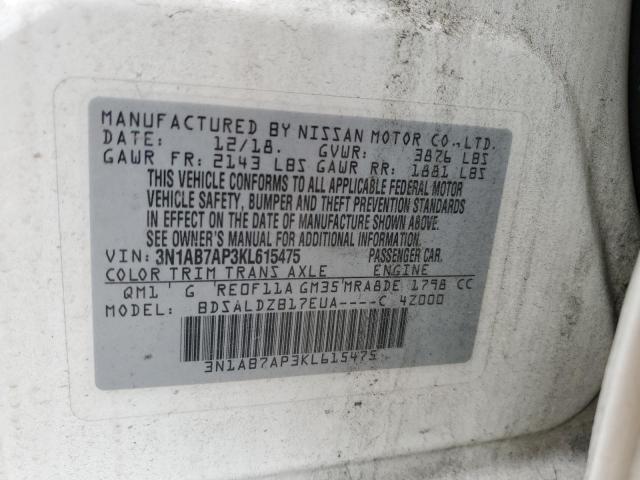 MANUFACTURED BY NISSAN MOTOR CO.,LTD.
DATE: 12/18. GVWR: 3876 LBS
GAWR FR: 2143 LBS GAWR RR: 1881 LBS
THIS VEHICLE CONFORMS TO ALL APPLICABLE FEDERAL MOTOR
VEHICLE SAFETY, BUMPER AND THEFT PREVENTION STANDARDS
IN EFFECT ON THE DATE OF MANUFACTURE SHOWN ABOVE.
SEE OWNER'S MANUAL FOR ADDITIONAL INFORMATION.
VIN: 3N1AB7AP3KL615475 PASSENGER CAR.
COLOR TRIM TRANS AXLE ENGINE
QM1 ' G ' RE0F11A GM35 'MRA8DE 1798 CC
MODEL: BDSALDZB17EUA----C 4Z000
3N1AB7AP3KL615475